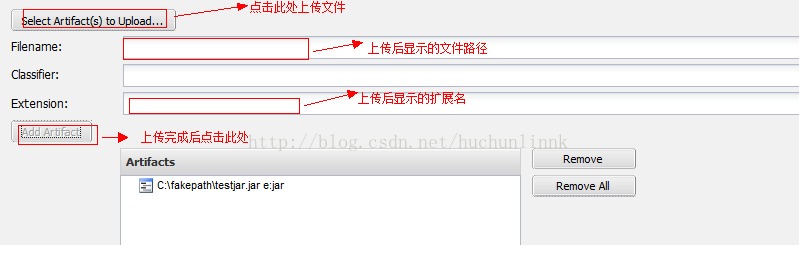 Select Artifact(s) to Upload...
点击此处上传文件
Filename:
上传后显示的文件路径
Classifier:
Extension:
上传后显示的扩展名
Add Artifact
上传完成后点击此处
http://blog.csdn.net/huchunlinnk
Artifacts
Remove
C:\fakepath\testjar.jar e:jar
Remove All